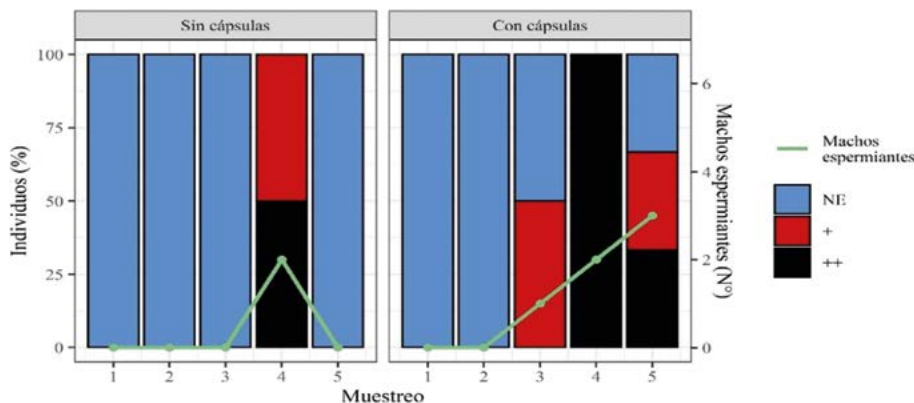 Sin cápsulas
Con cápsulas
100
75
50
25
0
Individuos (%)
1 2 3 4 5
1 2 3 4 5
Muestreo
6
4
2
0
Machos
espermiantes (Nº)
Machos
espermiantes
NE
+
++